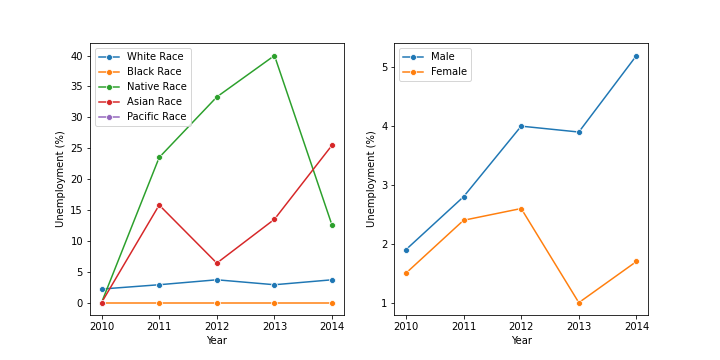 White Race
Black Race
Native Race
Asian Race
Pacific Race
40
35
30
25
20
15
10
5
0
Unemployment (%)
2010 2011 2012 2013 2014
Year
Male
Female
5
4
3
2
1
Unemployment (%)
2010 2011 2012 2013 2014
Year